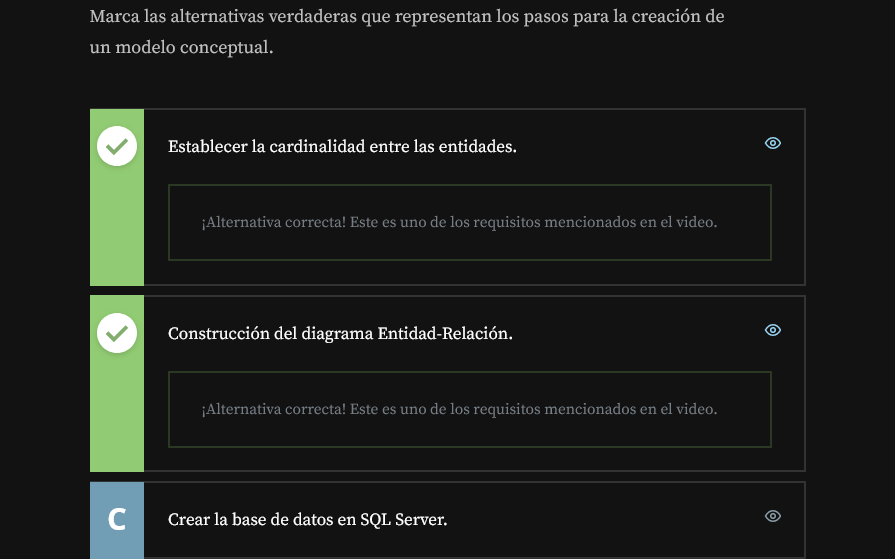 Marca las alternativas verdaderas que representan los pasos para la creación de
un modelo conceptual.
Establecer la cardinalidad entre las entidades.
¡Alternativa correcta! Este es uno de los requisitos mencionados en el video.
Construcción del diagrama Entidad-Relación.
¡Alternativa correcta! Este es uno de los requisitos mencionados en el video.
C
Crear la base de datos en SQL Server.